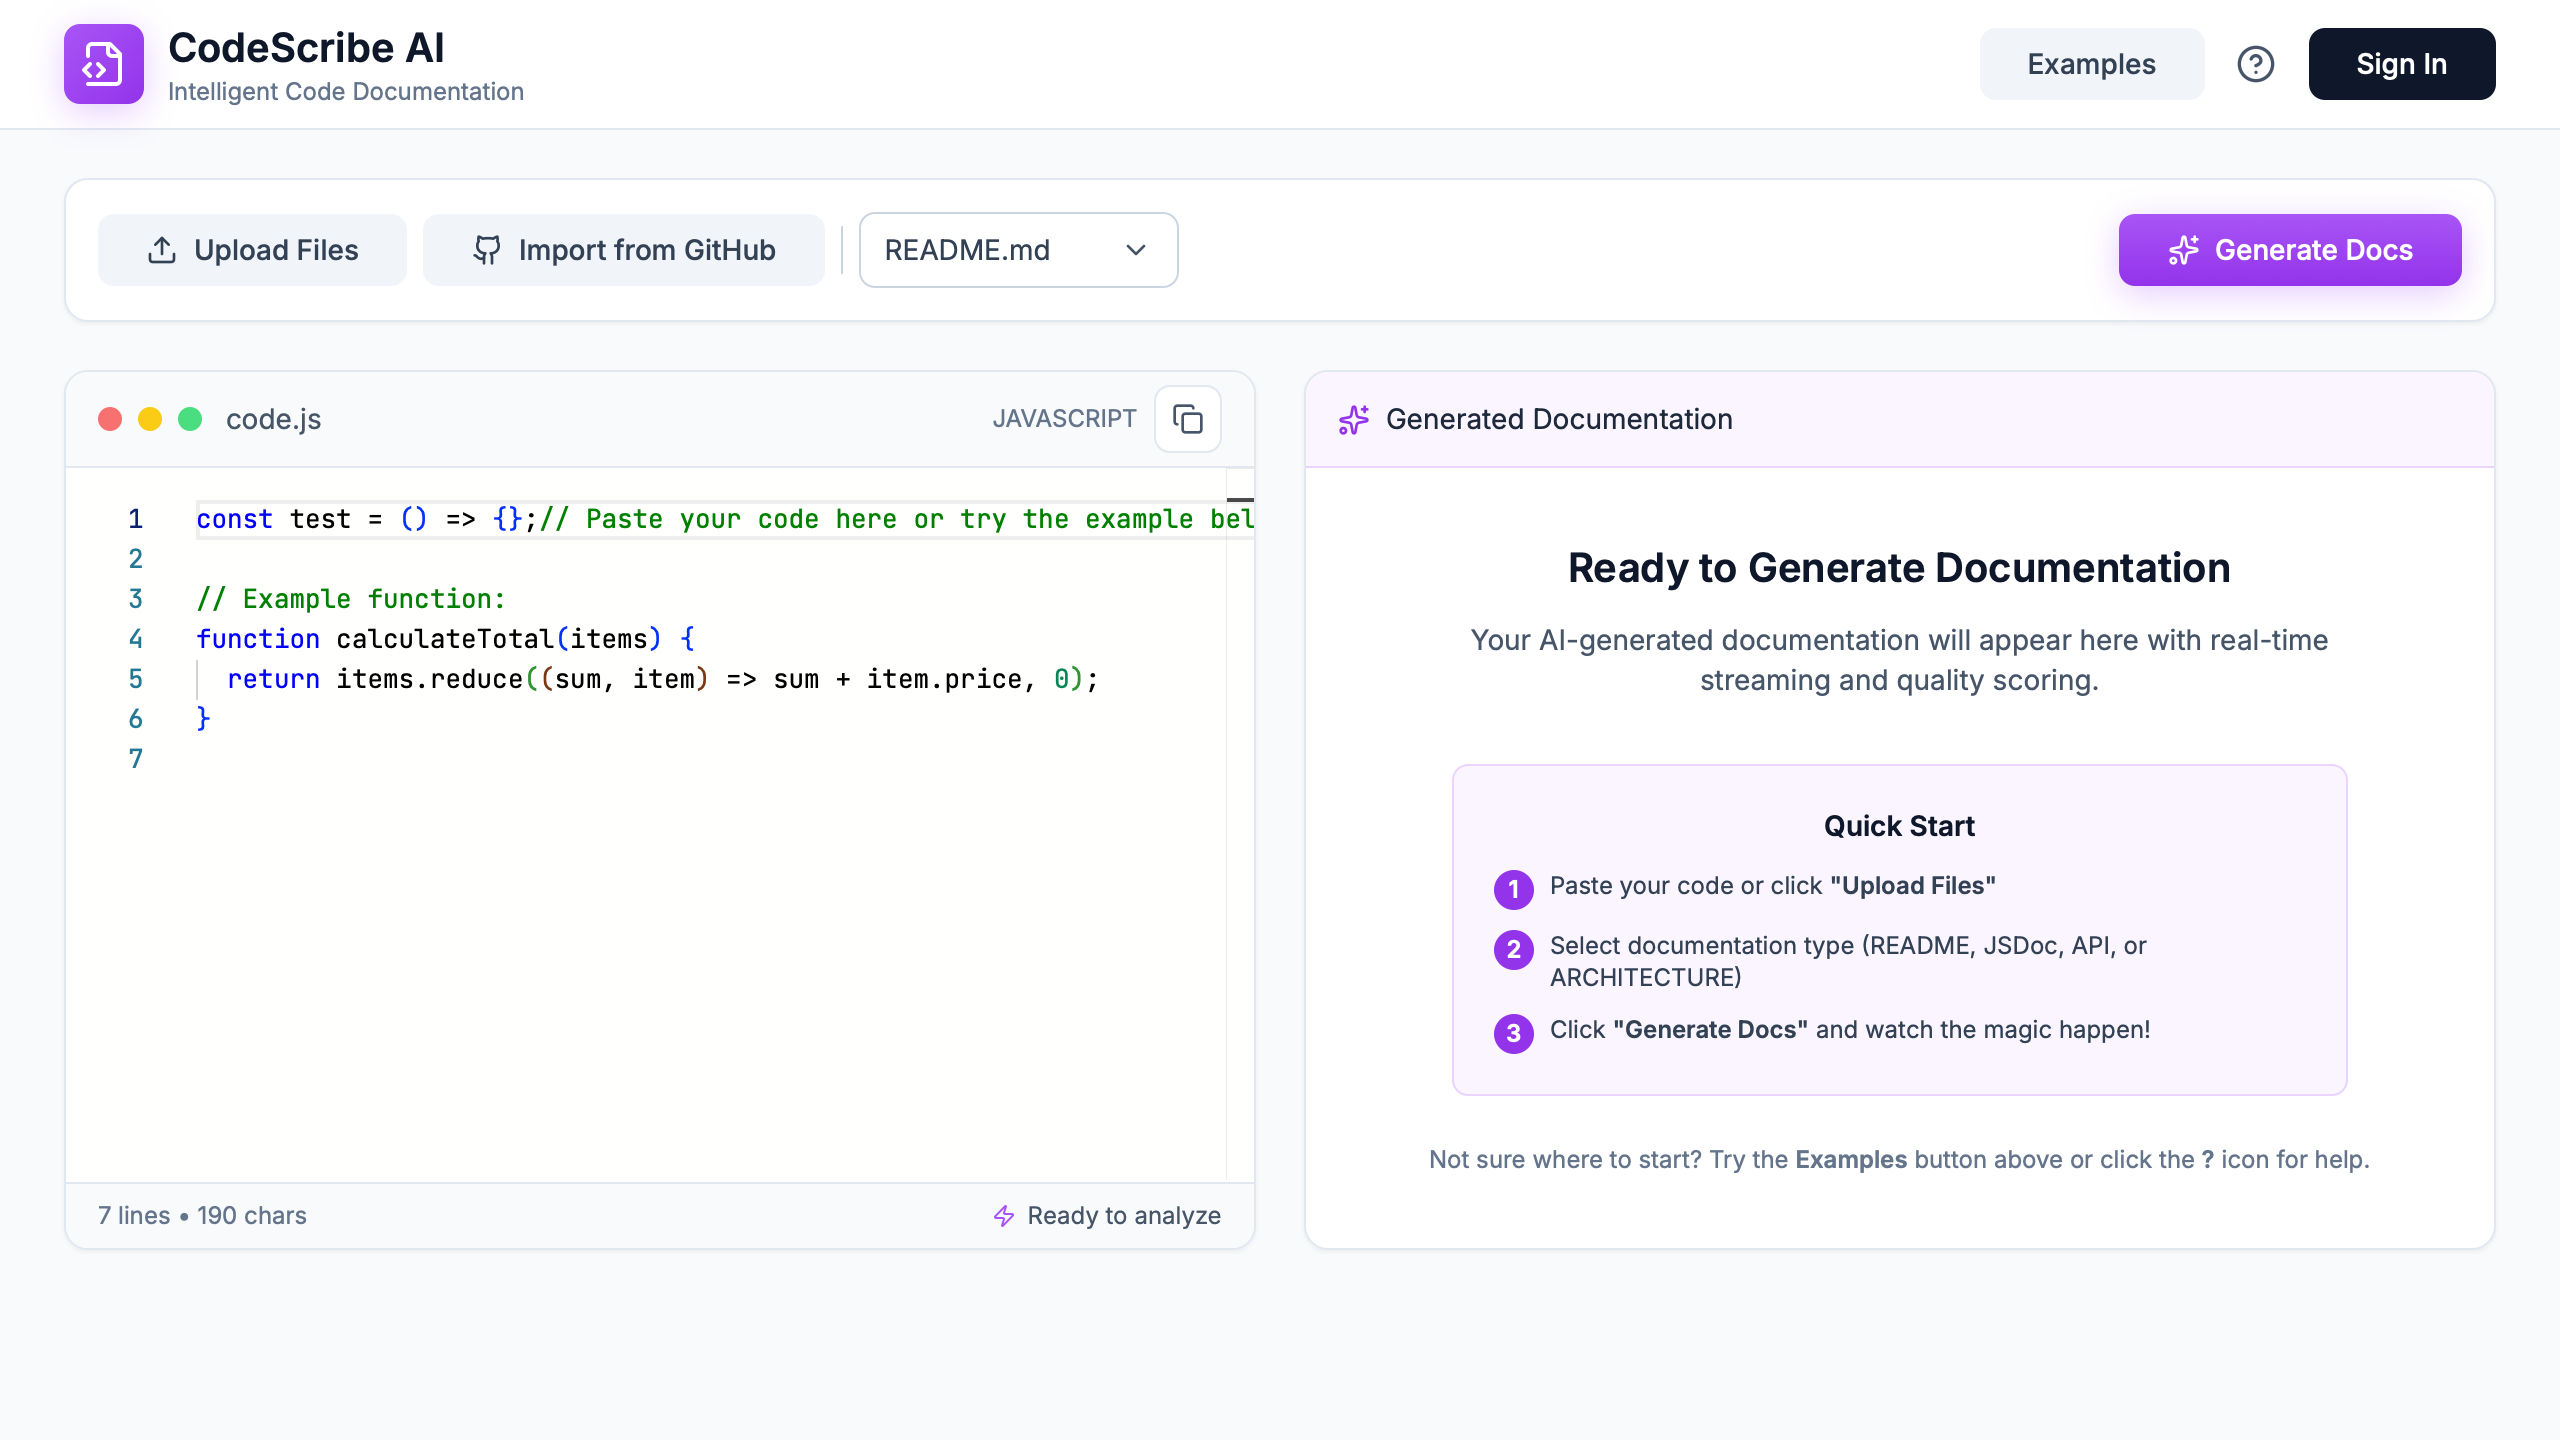 CodeScribe AI
Intelligent Code Documentation
Examples
Sign In
Upload Files
Import from GitHub
README.md
Generate Docs
code.js
JAVASCRIPT
1 const test = () => {};// Paste your code here or try the example bel
2
3 // Example function:
4 function calculateTotal(items) {
5   return items.reduce((sum, item) => sum + item.price, 0);
6 }
7
7 lines • 190 chars
Ready to analyze
Generated Documentation
Ready to Generate Documentation
Your AI-generated documentation will appear here with real-time
streaming and quality scoring.
Quick Start
1 Paste your code or click "Upload Files"
2 Select documentation type (README, JSDoc, API, or
ARCHITECTURE)
3 Click "Generate Docs" and watch the magic happen!
Not sure where to start? Try the Examples button above or click the ? icon for help.